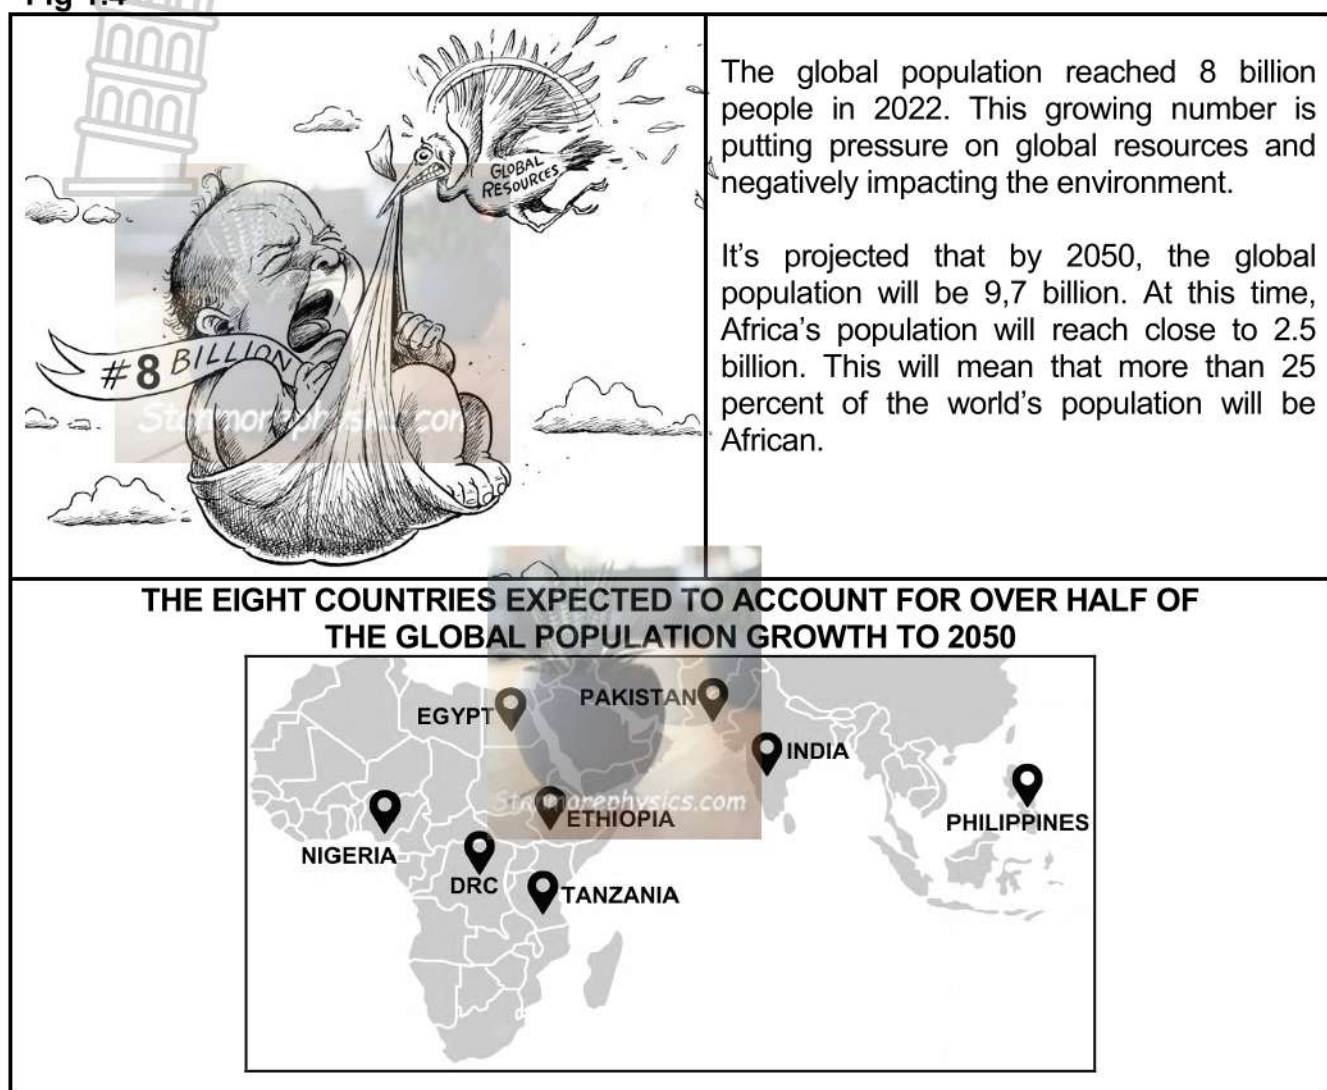 Fig 1.4
GLOBAL
RESOURCES
#8 BILLION
Stanmorephysics.com
The global population reached 8 billion
people in 2022. This growing number is
putting pressure on global resources and
negatively impacting the environment.
It's projected that by 2050, the global
population will be 9,7 billion. At this time,
Africa's population will reach close to 2.5
billion. This will mean that more than 25
percent of the world's population will be
African.
THE EIGHT COUNTRIES EXPECTED TO ACCOUNT FOR OVER HALF OF
THE GLOBAL POPULATION GROWTH TO 2050
EGYPT
PAKISTAN
INDIA
Stanmorephysics.com
ETHIOPIA
PHILIPPINES
NIGERIA
DRC
TANZANIA